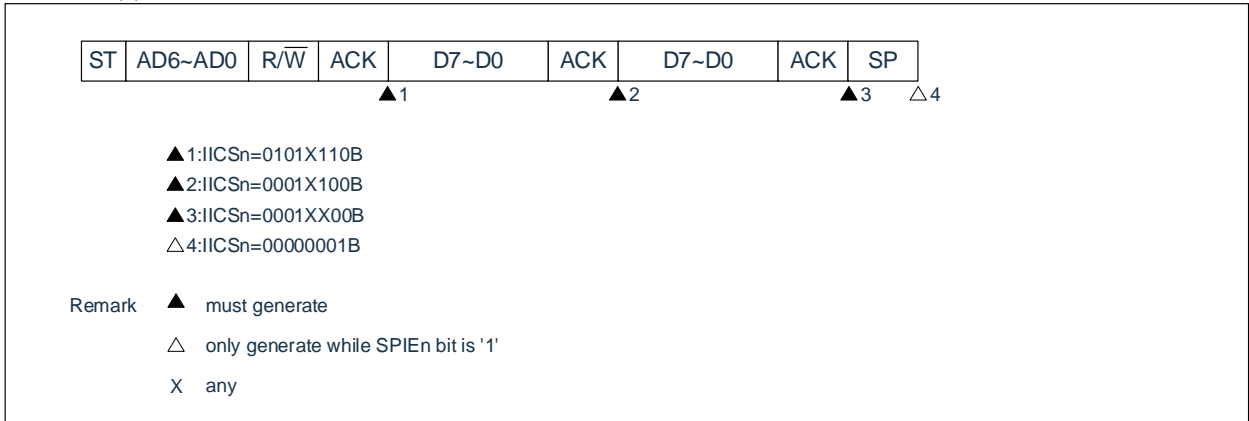 ST AD6~AD0 R/W̅ ACK D7~D0 ACK D7~D0 ACK SP
▲1 ▲2 ▲3 △4
▲1:IICSn=0101X110B
▲2:IICSn=0001X100B
▲3:IICSn=0001XX00B
△4:IICSn=00000001B
Remark ▲ must generate
△ only generate while SPIEn bit is '1'
X any